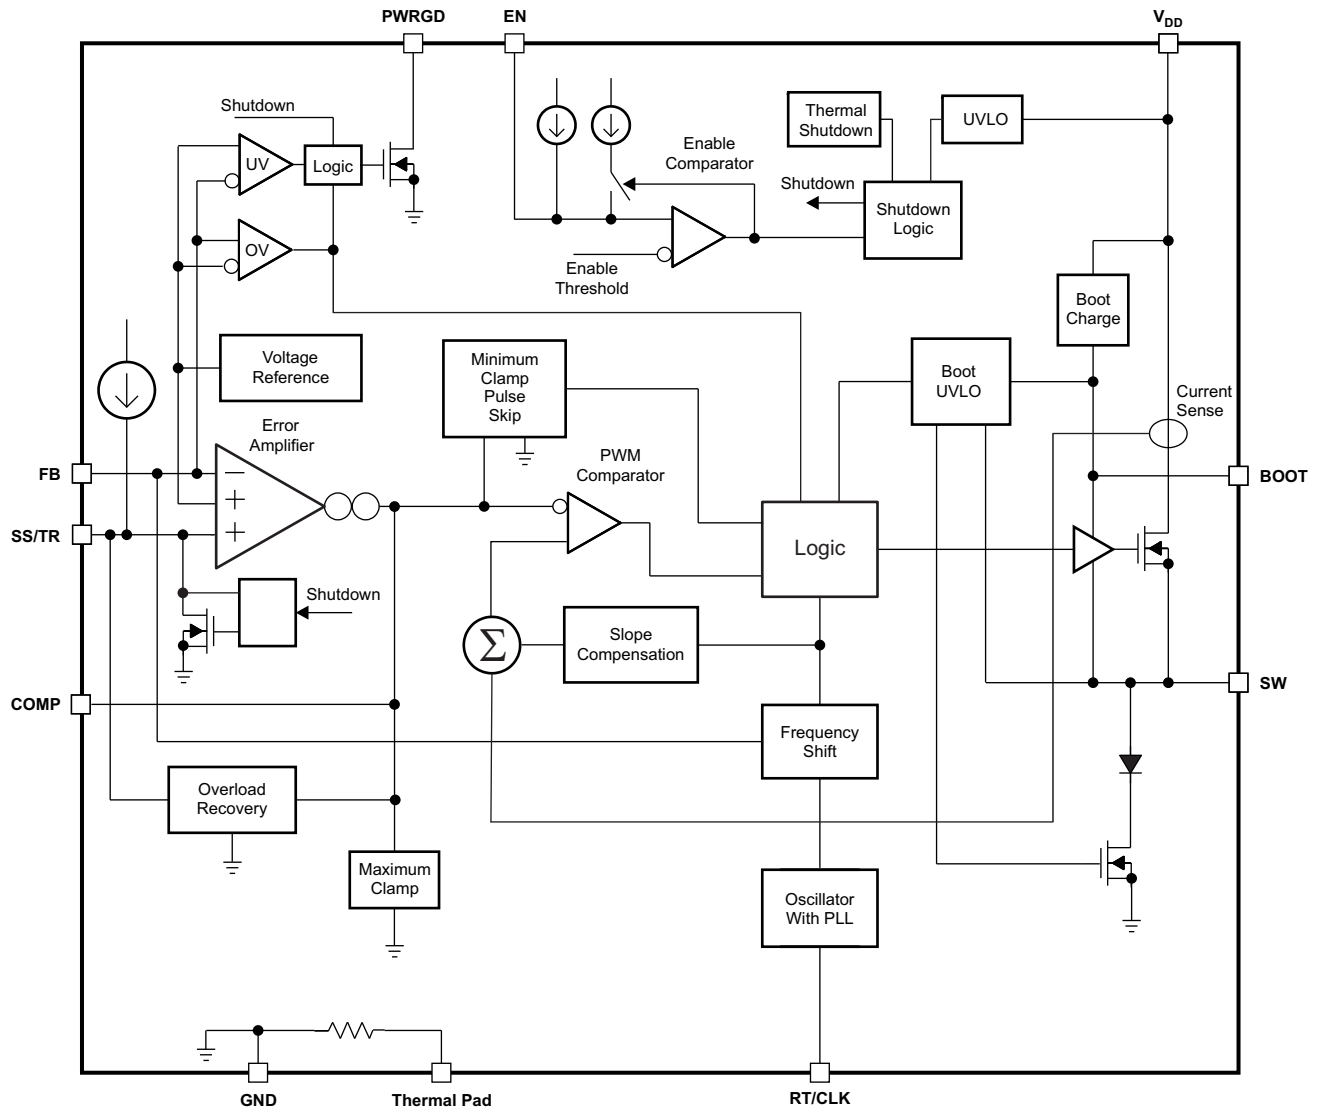 PWRGD
EN
VDD
Shutdown
UV
Logic
OV
Enable
Comparator
Enable
Threshold
Thermal
Shutdown
UVLO
Shutdown
Shutdown
Logic
Boot
Charge
Voltage
Reference
Minimum
Clamp
Pulse
Skip
Boot
UVLO
Current
Sense
Error
Amplifier
PWM
Comparator
FB
−
+
+
SS/TR
BOOT
Logic
Shutdown
Σ
Slope
Compensation
COMP
SW
Frequency
Shift
Overload
Recovery
Maximum
Clamp
Oscillator
With PLL
GND
Thermal Pad
RT/CLK